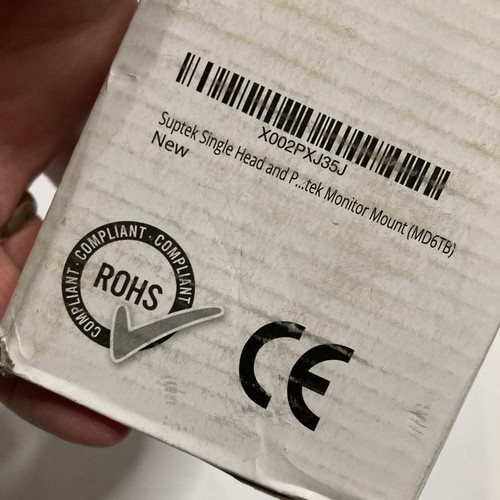 X002PXJ35J
Suptek Single Head and P...tek Monitor Mount (MD6TB)
New
COMPLIANT · COMPLIANT · COMPLIANT
ROHS
CE